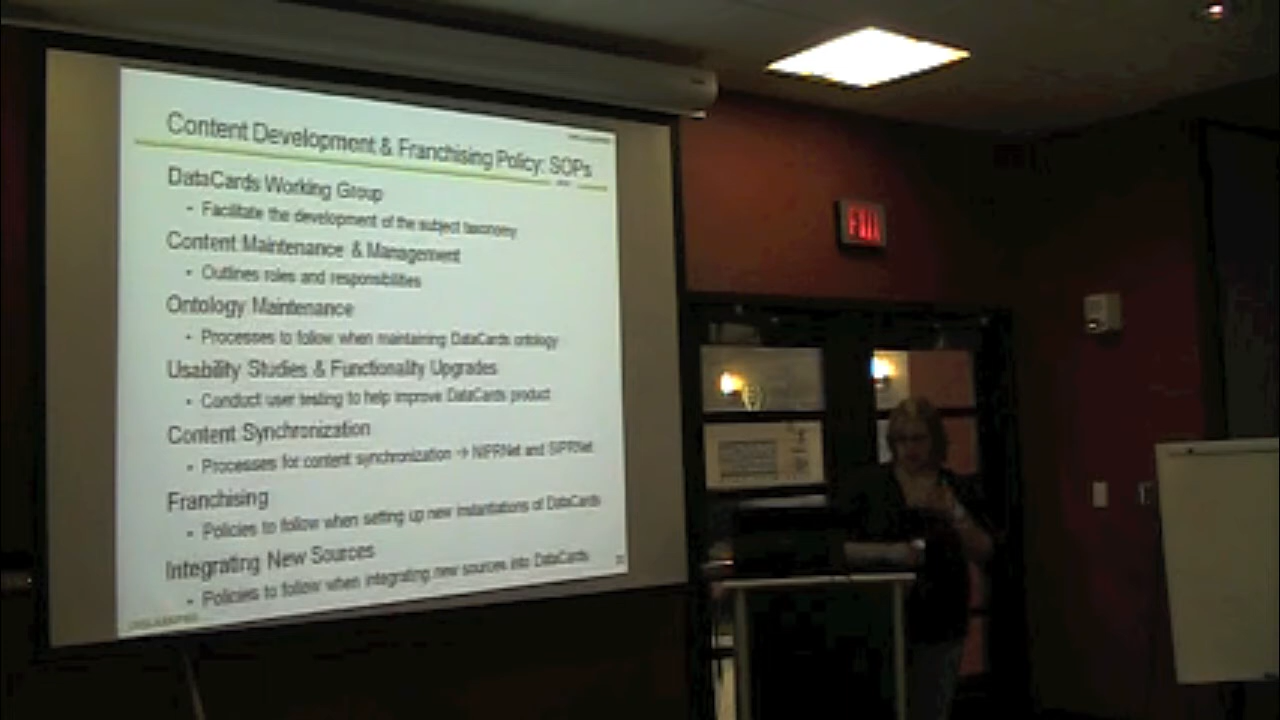 Content Development & Franchising Policy: SOPs
DataCards Working Group
• Facilitate the development of the subject taxonomy
Content Maintenance & Management
• Outlines roles and responsibilities
Ontology Maintenance
• Processes to follow when maintaining DataCards ontology
Usability Studies & Functionality Upgrades
• Conduct user testing to help improve DataCards product
Content Synchronization
• Processes for content synchronization → NIPRNet and SIPRNet
Franchising
• Policies to follow when setting up new instantiations of DataCards
Integrating New Sources
• Policies to follow when integrating new sources into DataCards
UNCLASSIFIED
EXIT